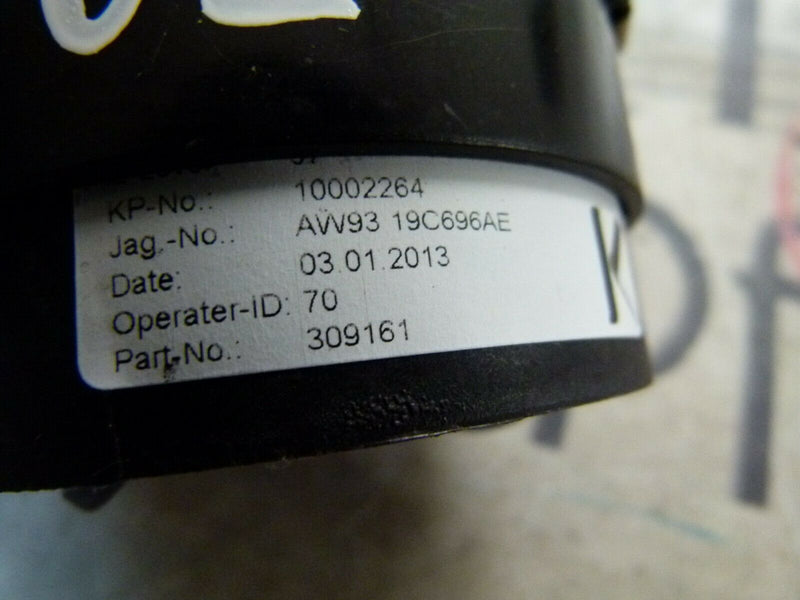 KP-No.: 10002264
Jag.-No.: AW93 19C696AE
Date: 03.01.2013
Operater-ID: 70
Part-No.: 309161
K